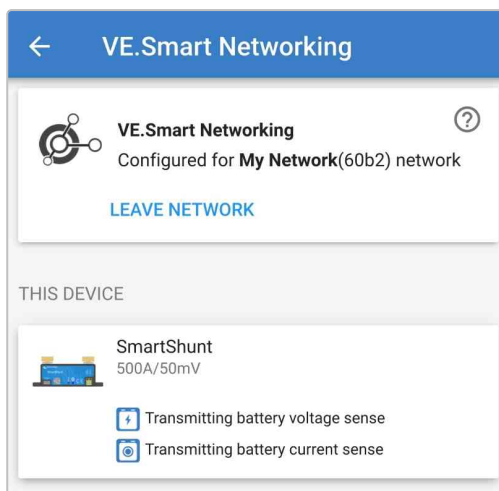 VE.Smart Networking
VE.Smart Networking
Configured for My Network(60b2) network
LEAVE NETWORK
THIS DEVICE
SmartShunt
500A/50mV
Transmitting battery voltage sense
Transmitting battery current sense